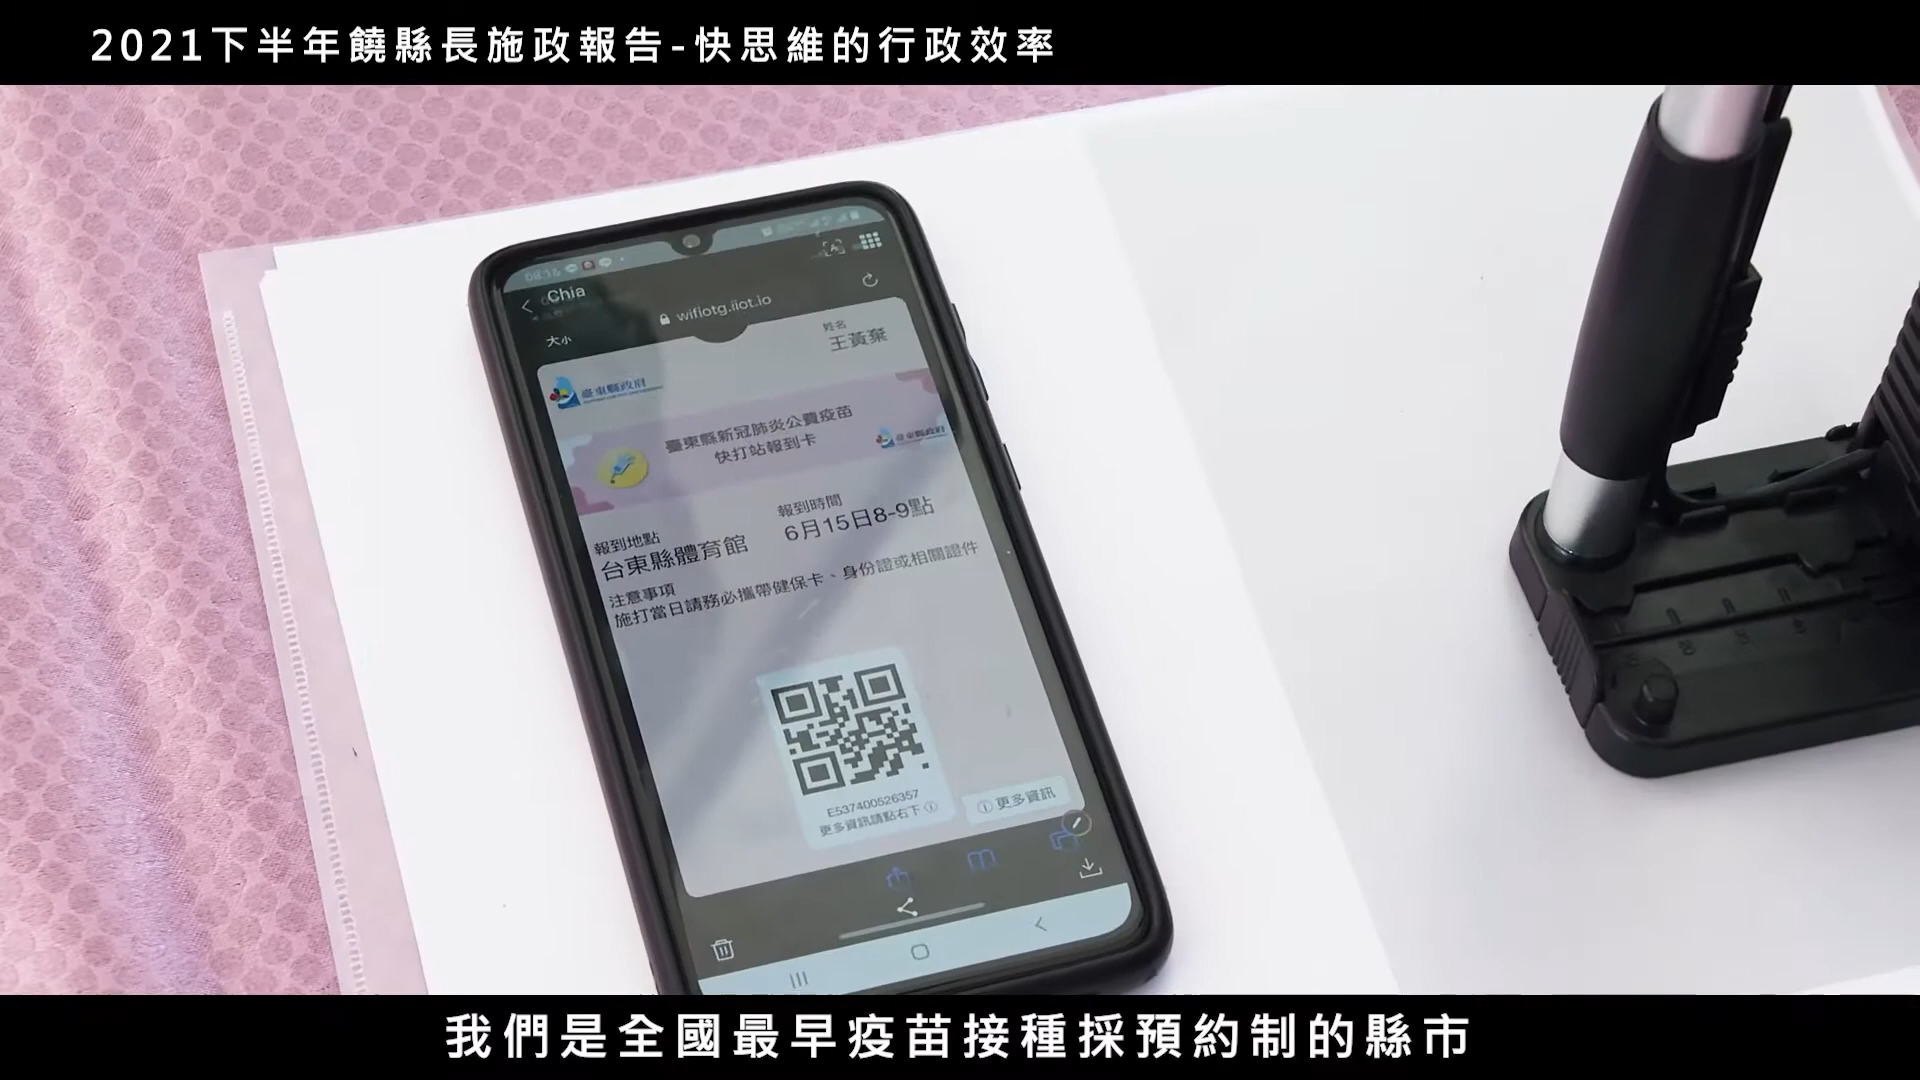 2021下半年饒縣長施政報告-快思維的行政效率
Chia
wifiotg.iiot.io
大小
姓名
王黃葉
臺東縣政府
臺東縣新冠肺炎公費疫苗
快打站報到卡
臺東縣政府
報到地點
台東縣體育館
報到時間
6月15日8-9點
注意事項
施打當日請務必攜帶健保卡、身份證或相關證件
E537400526357
更多資訊請點右下
更多資訊
我們是全國最早疫苗接種採預約制的縣市